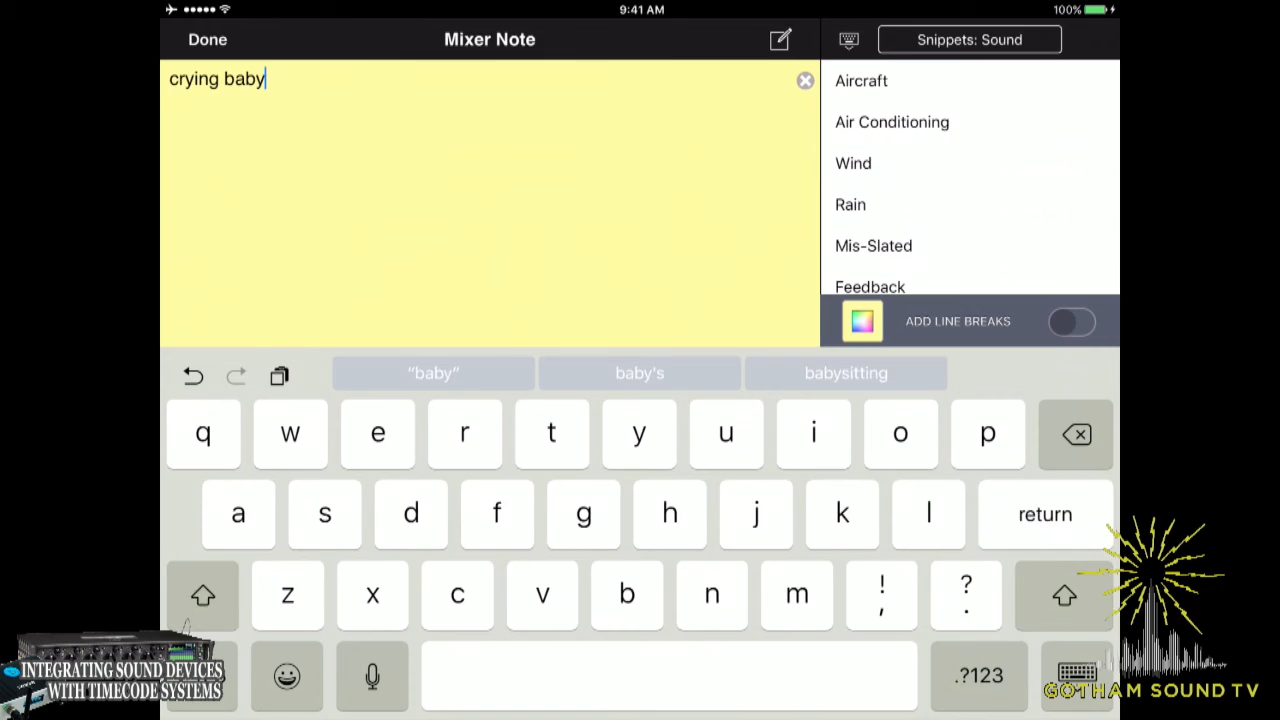 9:41 AM
100%
Done
Mixer Note
Snippets: Sound
crying baby
Aircraft
Air Conditioning
Wind
Rain
Mis-Slated
Feedback
ADD LINE BREAKS
“baby”
baby's
babysitting
q w e r t y u i o p
a s d f g h j k l return
z x c v b n m ! , ? .
.?123
INTEGRATING SOUND DEVICES
WITH TIMECODE SYSTEMS
GOTHAM SOUND TV